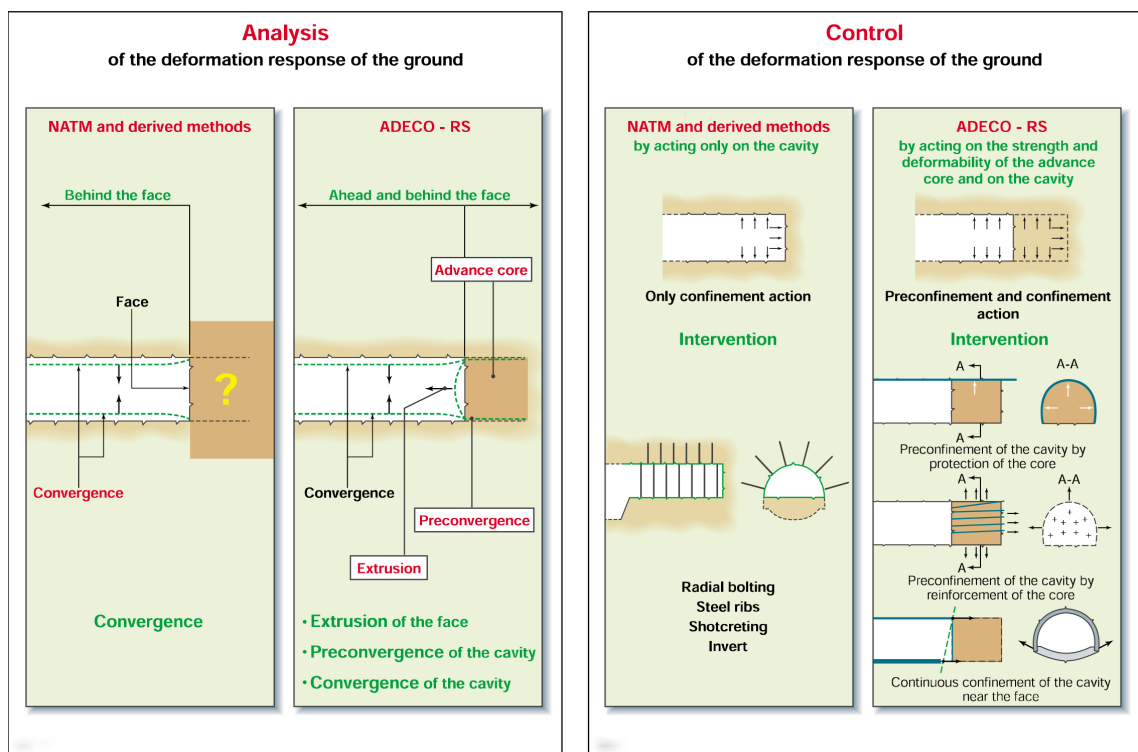 Analysis
of the deformation response of the ground
NATM and derived methods
Behind the face
Face
?
Convergence
Convergence
ADECO - RS
Ahead and behind the face
Advance core
Convergence
Preconvergence
Extrusion
· Extrusion of the face
· Preconvergence of the cavity
· Convergence of the cavity
Control
of the deformation response of the ground
NATM and derived methods
by acting only on the cavity
Only confinement action
Intervention
Radial bolting
Steel ribs
Shotcreting
Invert
ADECO - RS
by acting on the strength and
deformability of the advance
core and on the cavity
Preconfinement and confinement
action
Intervention
A
A-A
A
Preconfinement of the cavity by
protection of the core
A
A-A
A
Preconfinement of the cavity by
reinforcement of the core
Continuous confinement of the cavity
near the face